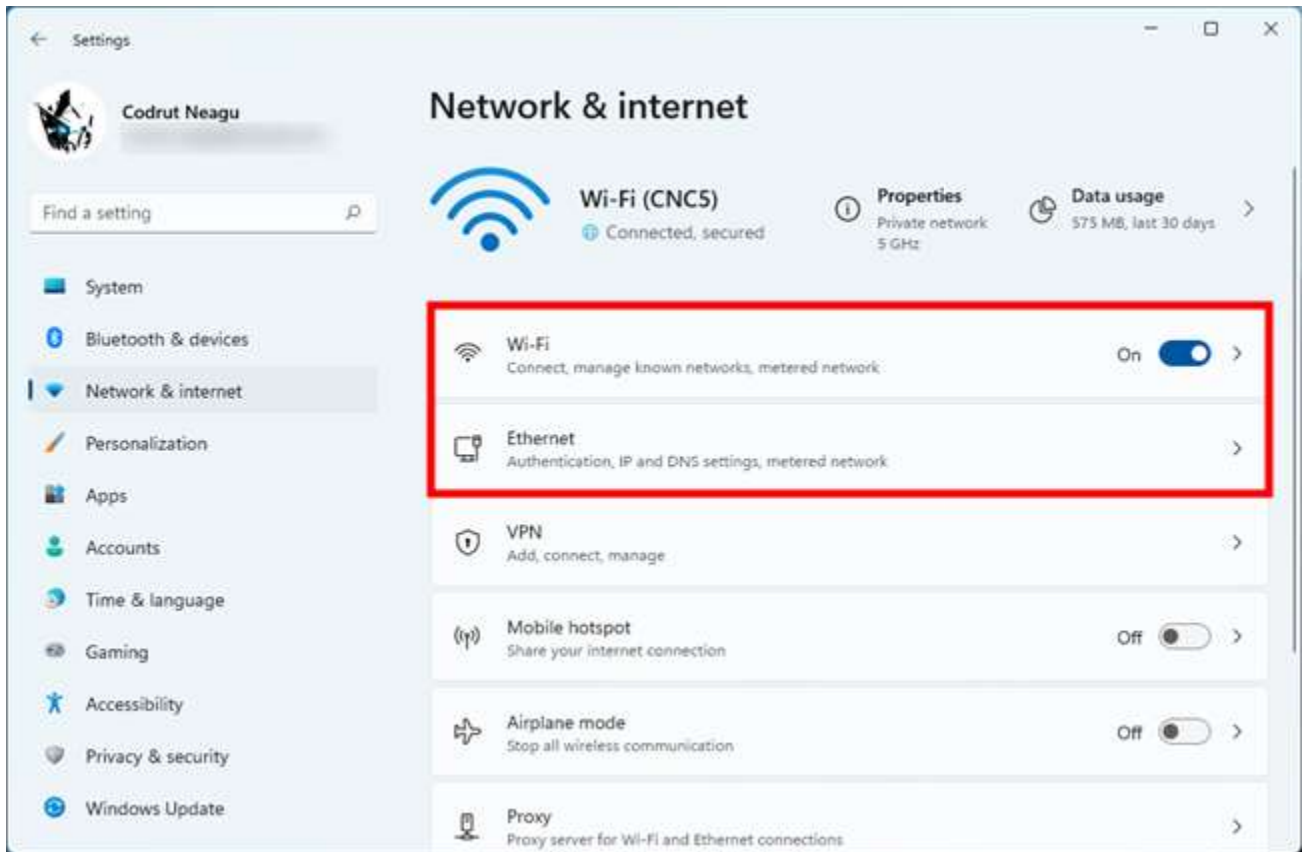 Settings
Codrut Neagu
Find a setting
System
Bluetooth & devices
Network & internet
Personalization
Apps
Accounts
Time & language
Gaming
Accessibility
Privacy & security
Windows Update
Network & internet
Wi-Fi (CNC5)
Connected, secured
Properties
Private network
5 GHz
Data usage
575 MB, last 30 days
Wi-Fi
Connect, manage known networks, metered network
On
Ethernet
Authentication, IP and DNS settings, metered network
VPN
Add, connect, manage
Mobile hotspot
Share your internet connection
Off
Airplane mode
Stop all wireless communication
Off
Proxy
Proxy server for Wi-Fi and Ethernet connections